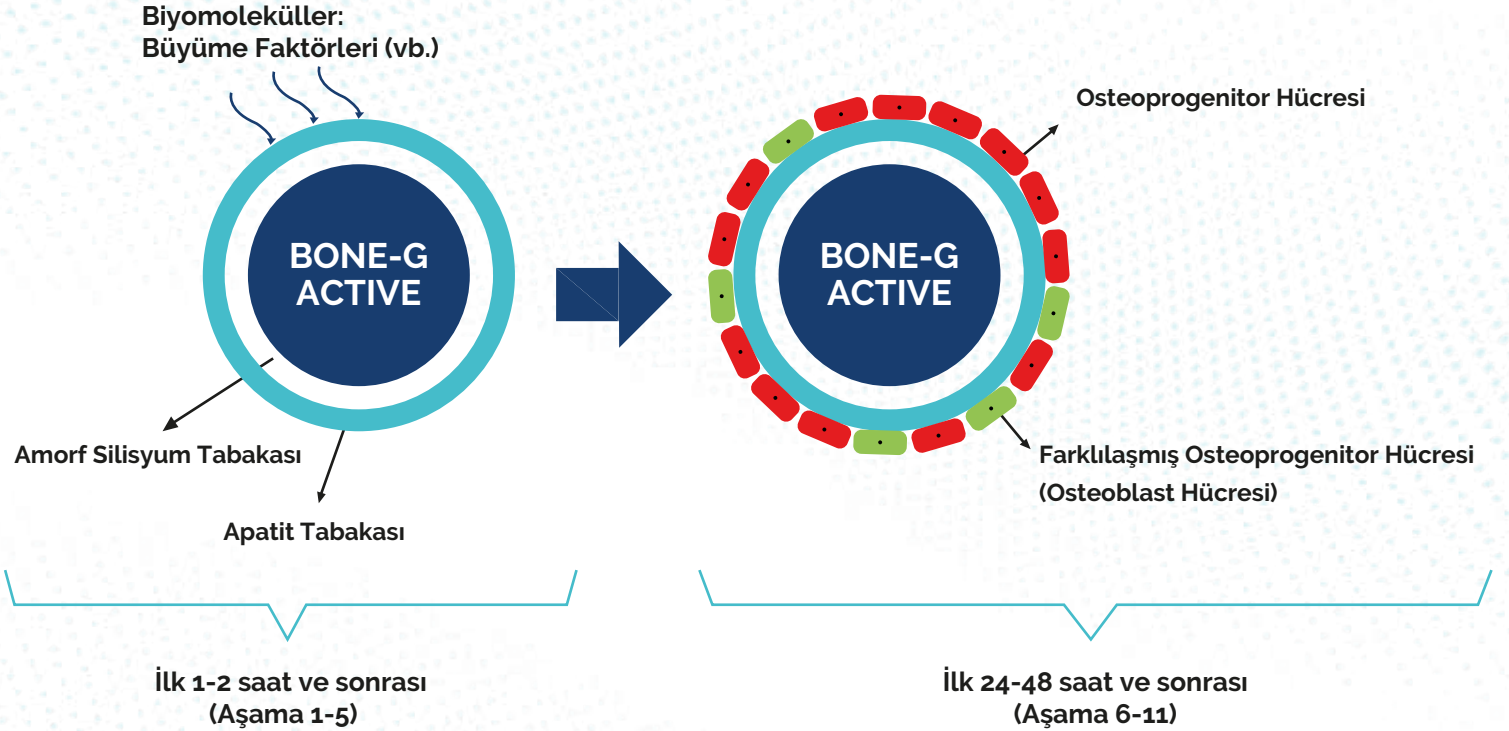 Biyomoleküller:
Büyüme Faktörleri (vb.)
BONE-G
ACTIVE
Amorf Silisyum Tabakası
Apatit Tabakası
İlk 1-2 saat ve sonrası
(Aşama 1-5)
BONE-G
ACTIVE
Osteoprogenitor Hücresi
Farklılaşmış Osteoprogenitor Hücresi
(Osteoblast Hücresi)
İlk 24-48 saat ve sonrası
(Aşama 6-11)